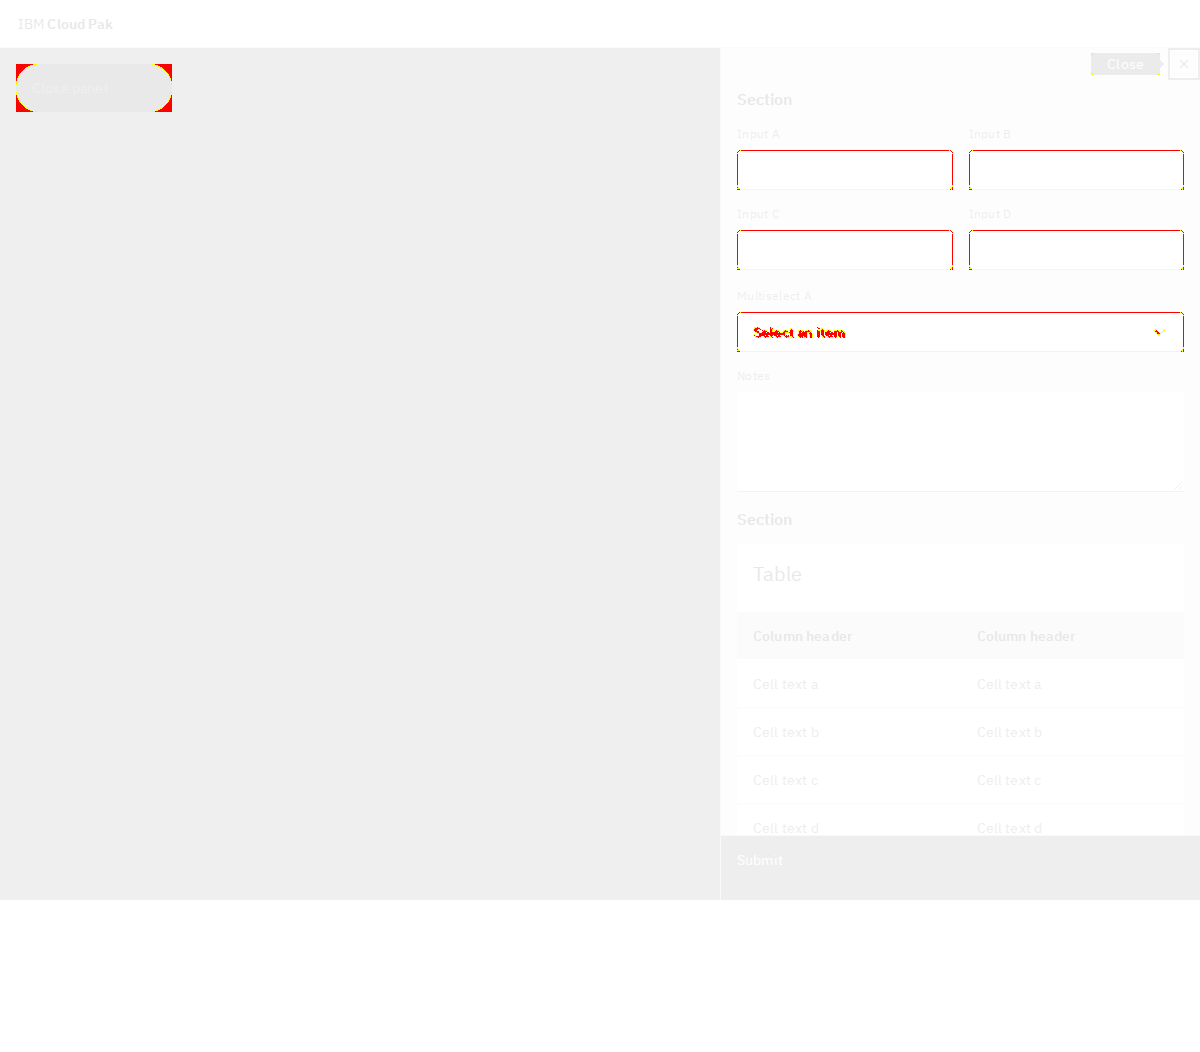 IBM Cloud Pak
Close panel
Close
Section
Input A Input B
Input C Input D
Multiselect A
Select an item
Notes
Section
Table
Column header Column header
Cell text a Cell text a
Cell text b Cell text b
Cell text c Cell text c
Cell text d Cell text d
Submit